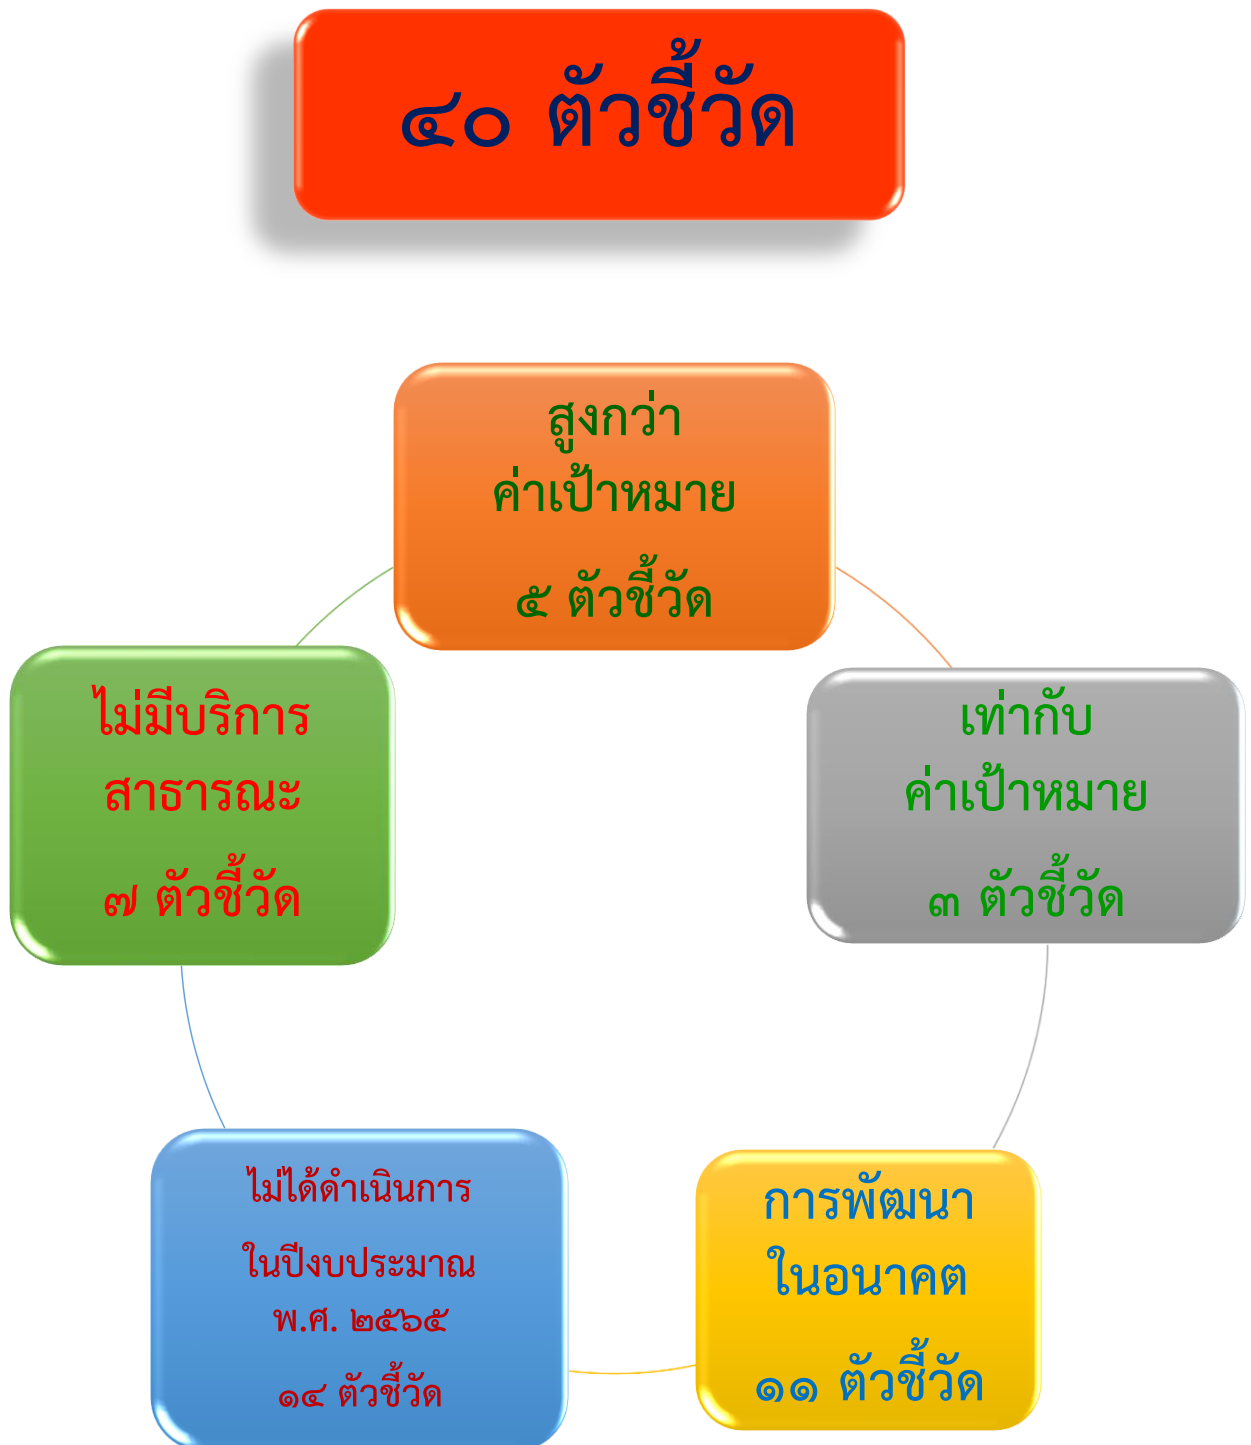 ๔๐ ตัวชี้วัด
สูงกว่า
ค่าเป้าหมาย
๕ ตัวชี้วัด
เท่ากับ
ค่าเป้าหมาย
๓ ตัวชี้วัด
การพัฒนา
ในอนาคต
๑๑ ตัวชี้วัด
ไม่ได้ดำเนินการ
ในปีงบประมาณ
พ.ศ. ๒๕๖๕
๑๔ ตัวชี้วัด
ไม่มีบริการ
สาธารณะ
๗ ตัวชี้วัด